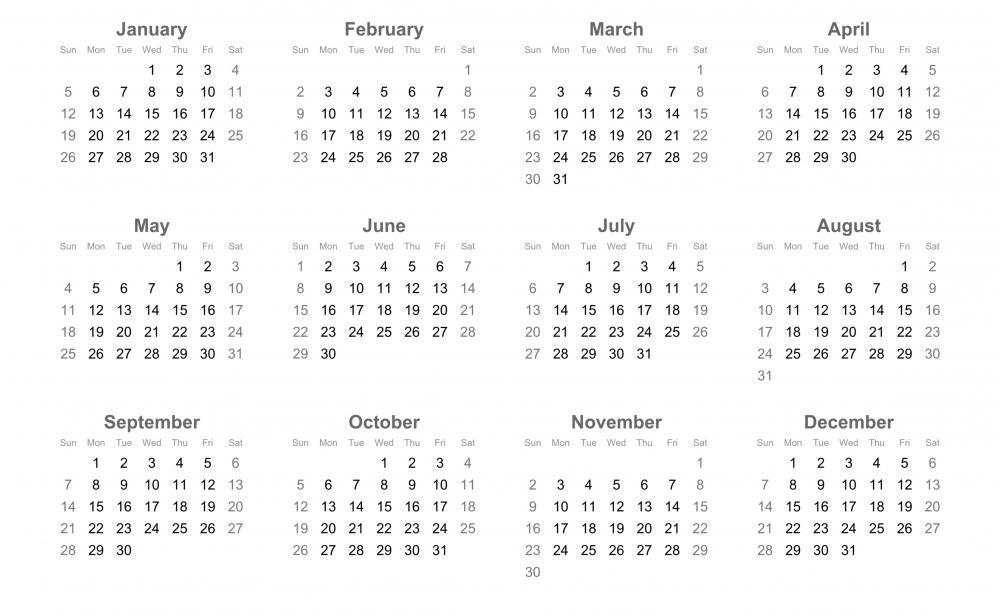 January February March April
Sun Mon Tue Wed Thu Fri Sat Sun Mon Tue Wed Thu Fri Sat Sun Mon Tue Wed Thu Fri Sat Sun Mon Tue Wed Thu Fri Sat
1 2 3 4 1 1 1 2 3 4 5
5 6 7 8 9 10 11 2 3 4 5 6 7 8 2 3 4 5 6 7 8 6 7 8 9 10 11 12
12 13 14 15 16 17 18 9 10 11 12 13 14 15 9 10 11 12 13 14 15 13 14 15 16 17 18 19
19 20 21 22 23 24 25 16 17 18 19 20 21 22 16 17 18 19 20 21 22 20 21 22 23 24 25 26
26 27 28 29 30 31 23 24 25 26 27 28 23 24 25 26 27 28 29 27 28 29 30
30 31
May June July August
Sun Mon Tue Wed Thu Fri Sat Sun Mon Tue Wed Thu Fri Sat Sun Mon Tue Wed Thu Fri Sat Sun Mon Tue Wed Thu Fri Sat
1 2 3 1 2 3 4 5 6 7 1 2 3 4 5 1 2
4 5 6 7 8 9 10 8 9 10 11 12 13 14 6 7 8 9 10 11 12 3 4 5 6 7 8 9
11 12 13 14 15 16 17 15 16 17 18 19 20 21 13 14 15 16 17 18 19 10 11 12 13 14 15 16
18 19 20 21 22 23 24 22 23 24 25 26 27 28 20 21 22 23 24 25 26 17 18 19 20 21 22 23
25 26 27 28 29 30 31 29 30 27 28 29 30 31 24 25 26 27 28 29 30
31
September October November December
Sun Mon Tue Wed Thu Fri Sat Sun Mon Tue Wed Thu Fri Sat Sun Mon Tue Wed Thu Fri Sat Sun Mon Tue Wed Thu Fri Sat
1 2 3 4 5 6 1 2 3 4 1 1 2 3 4 5 6
7 8 9 10 11 12 13 5 6 7 8 9 10 11 2 3 4 5 6 7 8 7 8 9 10 11 12 13
14 15 16 17 18 19 20 12 13 14 15 16 17 18 9 10 11 12 13 14 15 14 15 16 17 18 19 20
21 22 23 24 25 26 27 19 20 21 22 23 24 25 16 17 18 19 20 21 22 21 22 23 24 25 26 27
28 29 30 26 27 28 29 30 31 23 24 25 26 27 28 29 28 29 30 31
30